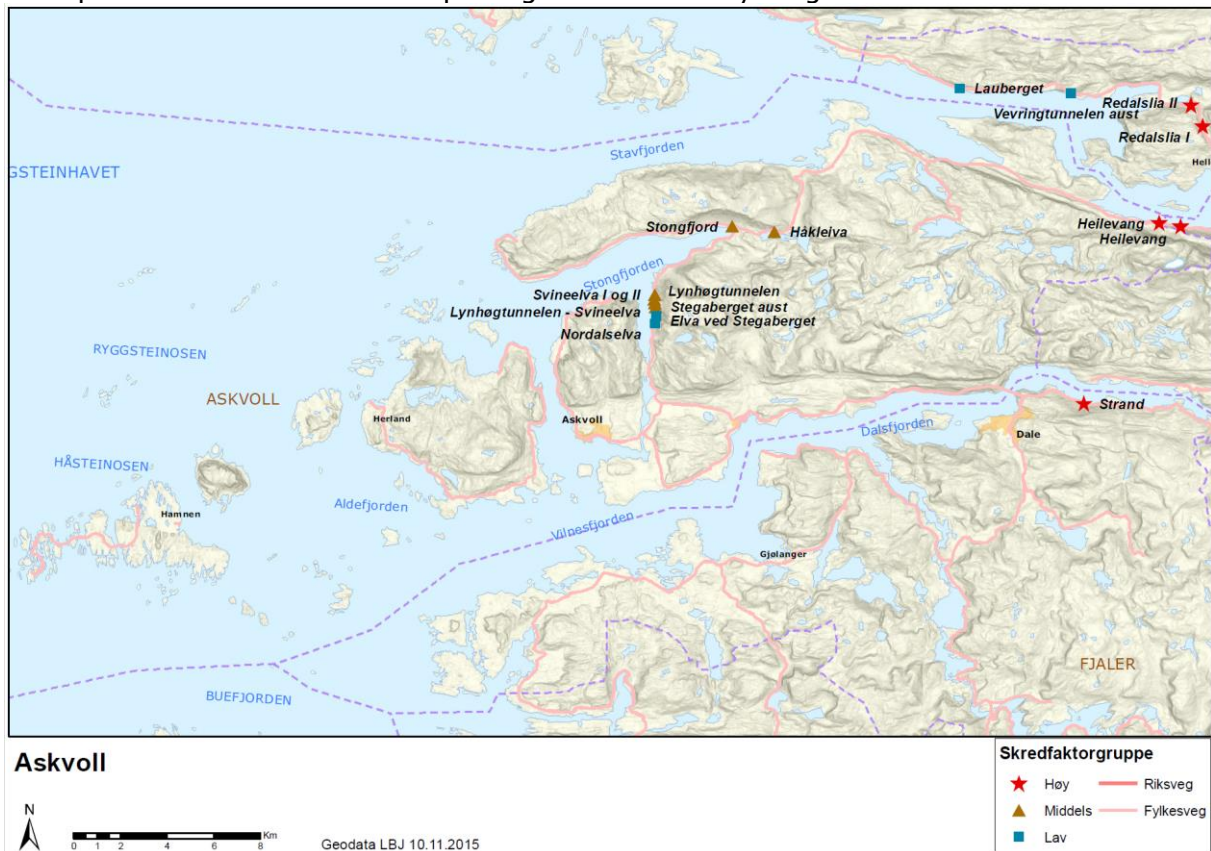 Lauberget
Redalslia II
Vevringtunnelen aust
Redalslia I
Stavfjorden
Hell
GSTEINHAVET
Stongfjord
Håkleiva
Heilevang
Heilevang
Stongfjorden
Svineelva I og II
Lynhøgtunnelen
Stegaberget aust
Lynhøgtunnelen - Svineelva
Elva ved Stegaberget
Nordalselva
RYGGSTEINOSEN
ASKVOLL
Herland
Askvoll
Strand
Dalsfjorden
Dale
HÅSTEINOSEN
Aldefjorden
Hamnen
Vilnesfjorden
Gjølanger
FJALER
BUEFJORDEN
Askvoll
N
0 1 2 4 6 8 Km
Geodata LBJ 10.11.2015
Skredfaktorgruppe
Høy Riksveg
Middels Fylkesveg
Lav